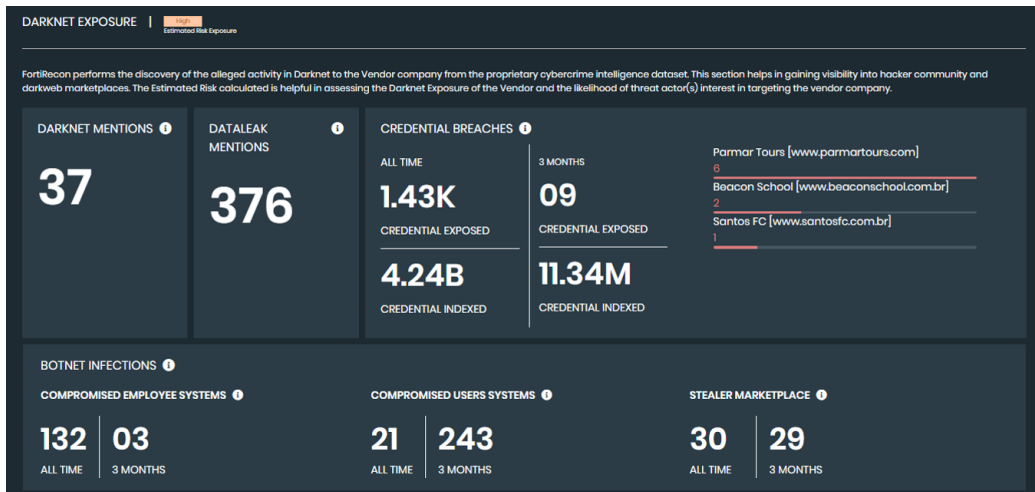 DARKNET EXPOSURE | High
Estimated Risk Exposure
FortiRecon performs the discovery of the alleged activity in Darknet to the Vendor company from the proprietary cybercrime intelligence dataset. This section helps in gaining visibility into hacker community and
darkweb marketplaces. The Estimated Risk calculated is helpful in assessing the Darknet Exposure of the Vendor and the likelihood of threat actor(s) interest in targeting the vendor company.
DARKNET MENTIONS
37
DATALEAK
MENTIONS
376
CREDENTIAL BREACHES
ALL TIME
1.43K
CREDENTIAL EXPOSED
4.24B
CREDENTIAL INDEXED
3 MONTHS
09
CREDENTIAL EXPOSED
11.34M
CREDENTIAL INDEXED
Parmar Tours [www.parmartours.com]
6
Beacon School [www.beaconschool.com.br]
2
Santos FC [www.santosfc.com.br]
1
BOTNET INFECTIONS
COMPROMISED EMPLOYEE SYSTEMS
132
ALL TIME
03
3 MONTHS
COMPROMISED USERS SYSTEMS
21
ALL TIME
243
3 MONTHS
STEALER MARKETPLACE
30
ALL TIME
29
3 MONTHS